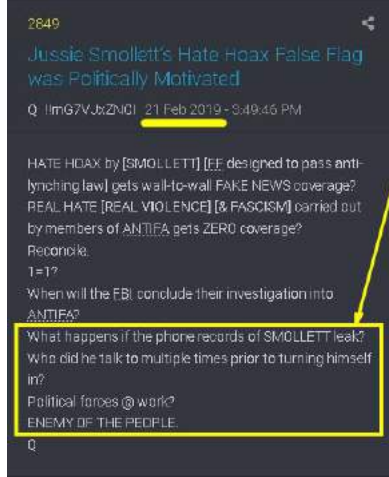 2849
Jussie Smollett's Hate Hoax False Flag
was Politically Motivated
Q !!mG7VJxZNCI 21 Feb 2019 - 3:49:46 PM
HATE HOAX by [SMOLLETT] [FF designed to pass anti-
lynching law] gets wall-to-wall FAKE NEWS coverage?
REAL HATE [REAL VIOLENCE] [& FASCISM] carried out
by members of ANTIFA gets ZERO coverage?
Reconcile.
1=1?
When will the FBI conclude their investigation into
ANTIFA?
What happens if the phone records of SMOLLETT leak?
Who did he talk to multiple times prior to turning himself
in?
Political forces @ work?
ENEMY OF THE PEOPLE.
Q